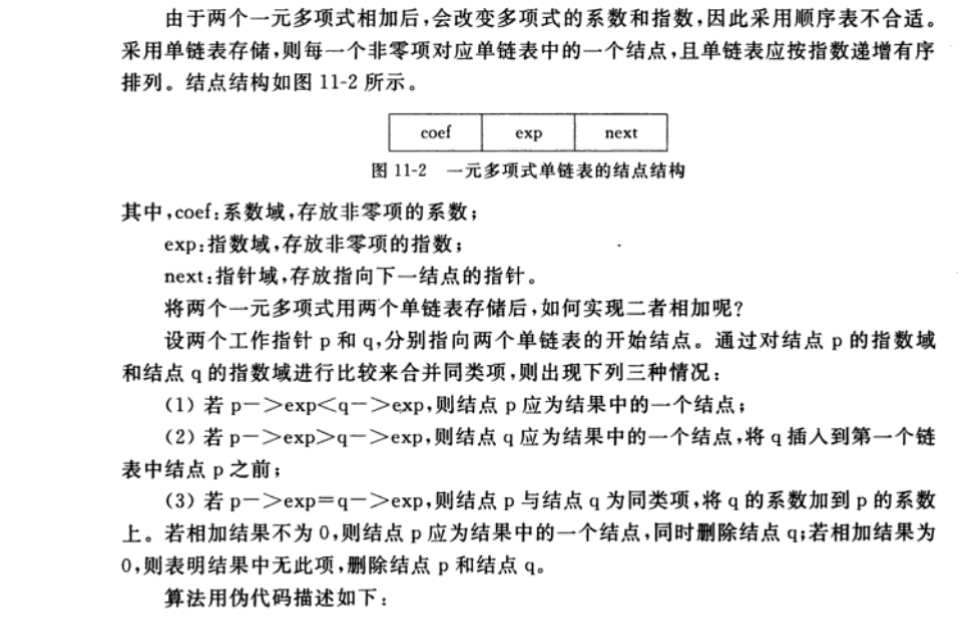 由于两个一元多项式相加后,会改变多项式的系数和指数,因此采用顺序表不合适。
采用单链表存储,则每一个非零项对应单链表中的一个结点,且单链表应按指数递增有序
排列。结点结构如图 11-2 所示。
coef exp next
图 11-2 一元多项式单链表的结点结构
其中,coef:系数域,存放非零项的系数;
exp:指数域,存放非零项的指数;
next:指针域,存放指向下一结点的指针。
将两个一元多项式用两个单链表存储后,如何实现二者相加呢?
设两个工作指针 p 和 q,分别指向两个单链表的开始结点。通过对结点 p 的指数域
和结点 q 的指数域进行比较来合并同类项,则出现下列三种情况:
(1) 若 p->exp<q->exp,则结点 p 应为结果中的一个结点;
(2) 若 p->exp>q->exp,则结点 q 应为结果中的一个结点,将 q 插入到第一个链
表中结点 p 之前;
(3) 若 p->exp=q->exp,则结点 p 与结点 q 为同类项,将 q 的系数加到 p 的系数
上。若相加结果不为 0,则结点 p 应为结果中的一个结点,同时删除结点 q;若相加结果为
0,则表明结果中无此项,删除结点 p 和结点 q。
算法用伪代码描述如下: